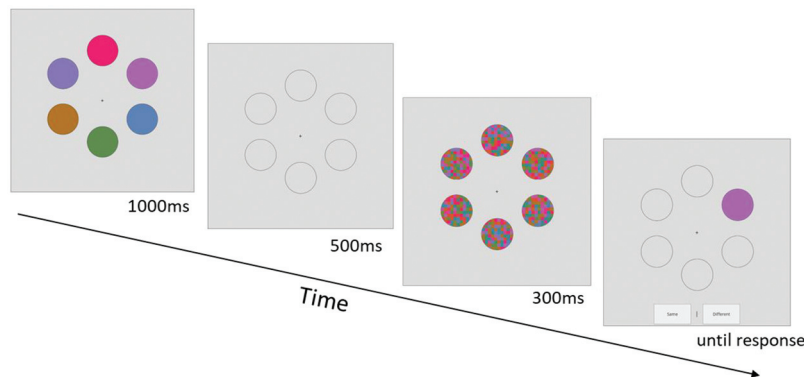 1000ms
500ms
300ms
Same | Different
until response
Time